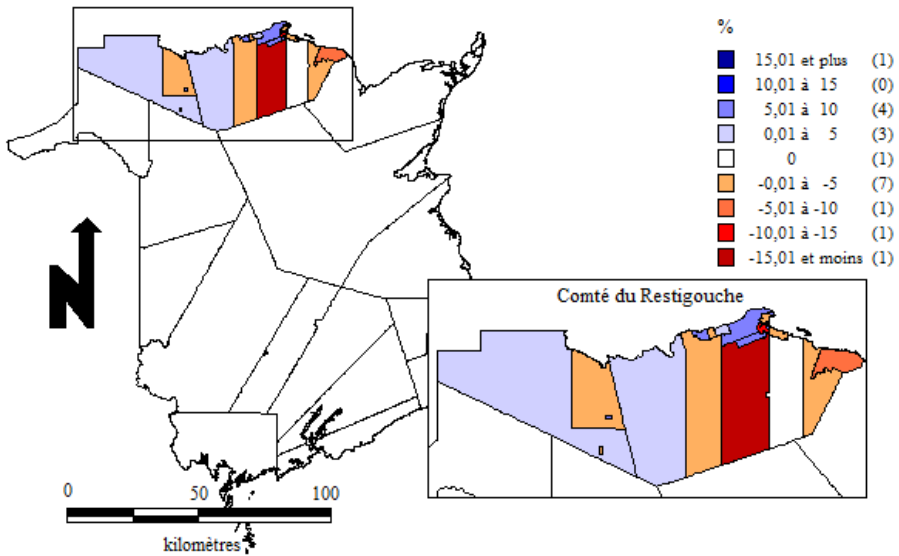 %
15,01 et plus (1)
10,01 à 15 (0)
5,01 à 10 (4)
0,01 à 5 (3)
0 (1)
-0,01 à -5 (7)
-5,01 à -10 (1)
-10,01 à -15 (1)
-15,01 et moins (1)
N
Comté du Restigouche
0 50 100
kilomètres